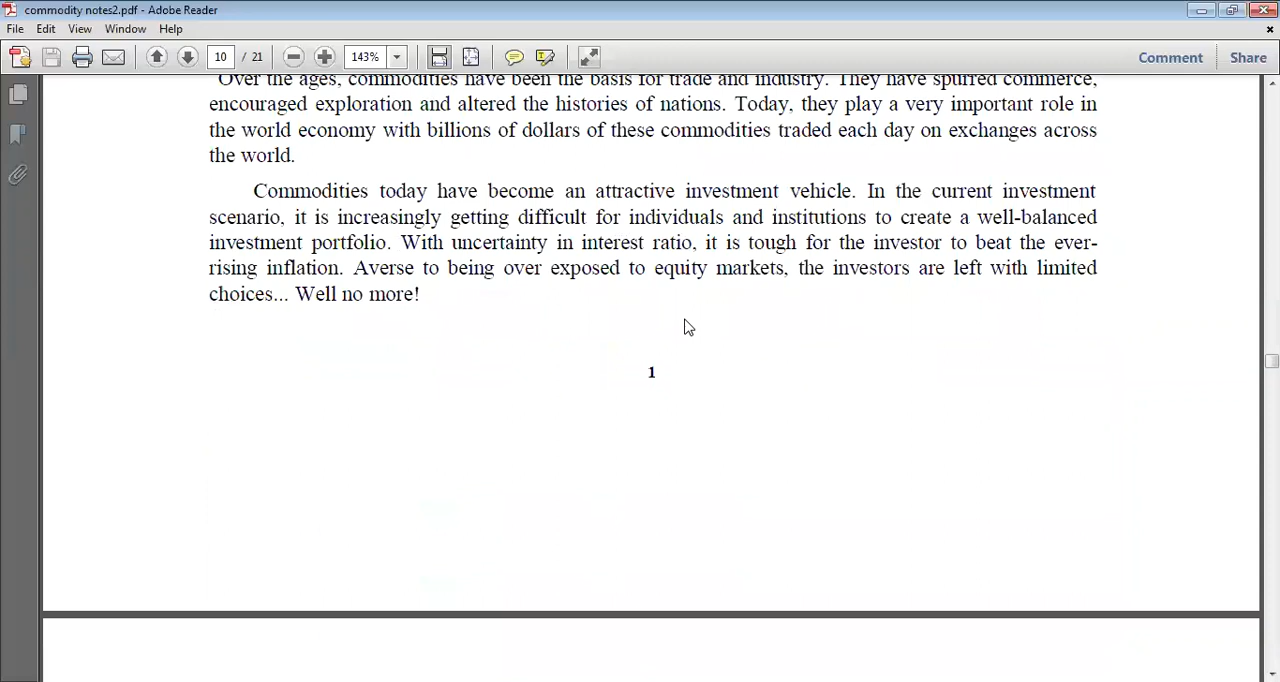 commodity notes2.pdf - Adobe Reader
File Edit View Window Help
10 / 21 143% Comment Share
Over the ages, commodities have been the basis for trade and industry. They have spurred commerce,
encouraged exploration and altered the histories of nations. Today, they play a very important role in
the world economy with billions of dollars of these commodities traded each day on exchanges across
the world.
Commodities today have become an attractive investment vehicle. In the current investment
scenario, it is increasingly getting difficult for individuals and institutions to create a well-balanced
investment portfolio. With uncertainty in interest ratio, it is tough for the investor to beat the ever-
rising inflation. Averse to being over exposed to equity markets, the investors are left with limited
choices... Well no more!
1